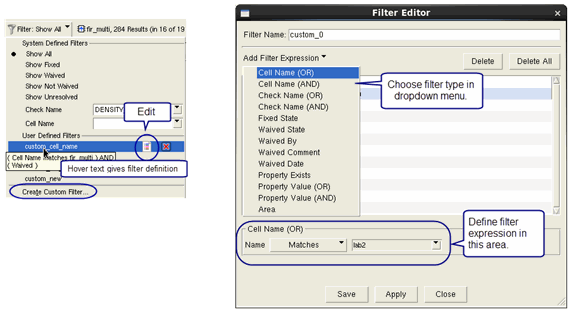 Filter: Show All fir_multi, 284 Results (in 16 of 19
System Defined Filters
Show All
Show Fixed
Show Waived
Show Not Waived
Show Unresolved
Check Name DENSITY
Cell Name
Edit
User Defined Filters
custom_cell_name
( Cell Name Matches fir_multi ) AND
( Waived )
Hover text gives filter definition
custom_new
Create Custom Filter...
Filter Editor
Filter Name: custom_0
Add Filter Expression
Delete
Delete All
Cell Name (OR)
Cell Name (AND)
Check Name (OR)
Check Name (AND)
Fixed State
Waived State
Waived By
Waived Comment
Waived Date
Property Exists
Property Value (OR)
Property Value (AND)
Area
Choose filter type in
dropdown menu.
Cell Name (OR)
Name Matches lab2
Define filter
expression in
this area.
Save
Apply
Close